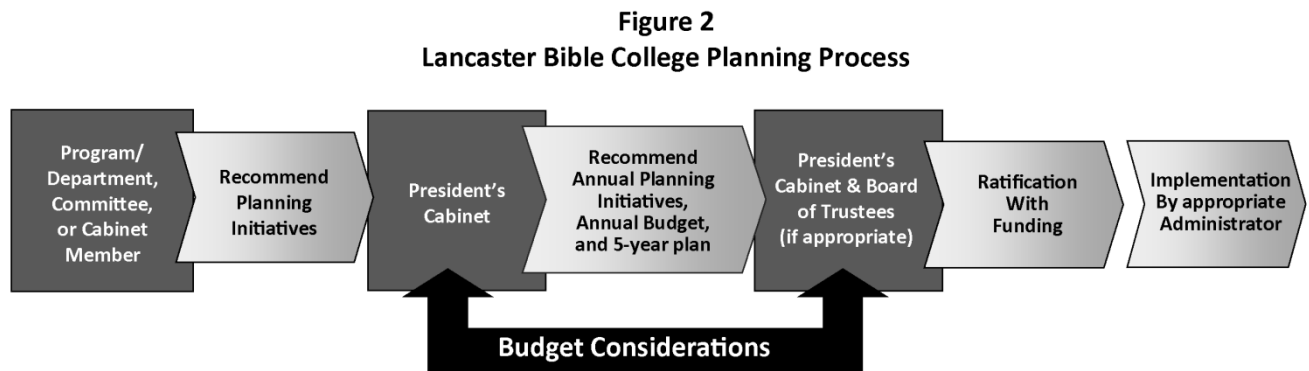 Figure 2
Lancaster Bible College Planning Process
Program/
Department,
Committee,
or Cabinet
Member
Recommend
Planning
Initiatives
President’s
Cabinet
Recommend
Annual Planning
Initiatives,
Annual Budget,
and 5-year plan
President’s
Cabinet & Board
of Trustees
(if appropriate)
Ratification
With
Funding
Implementation
By appropriate
Administrator
Budget Considerations